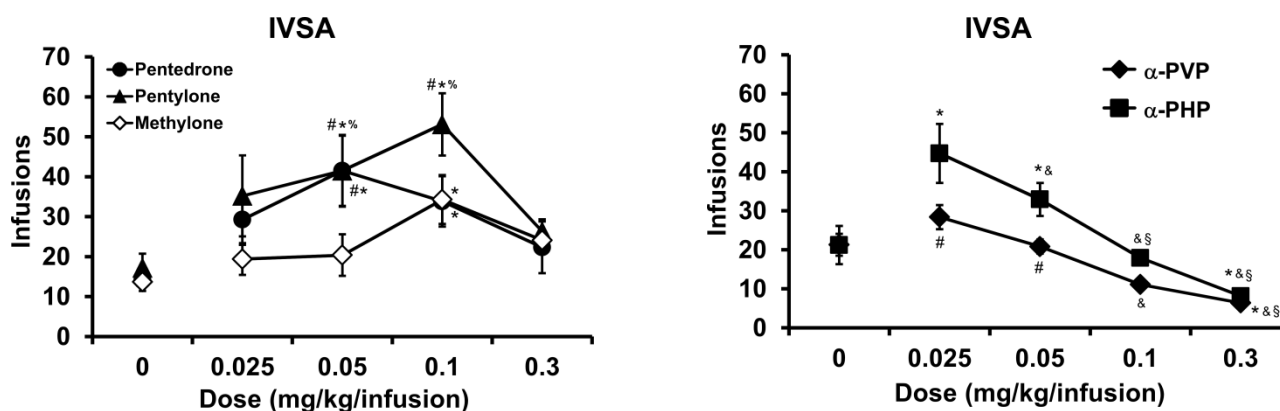 IVSA
70
60
50
40
30
20
10
0
Infusions
Pentedrone
Pentylone
Methylone
#*%
#*%
#*
*
*
0 0.025 0.05 0.1 0.3
Dose (mg/kg/infusion)
IVSA
70
60
50
40
30
20
10
0
Infusions
α-PVP
α-PHP
*
*&
&§
*&§
#
#
&
*&§
0 0.025 0.05 0.1 0.3
Dose (mg/kg/infusion)